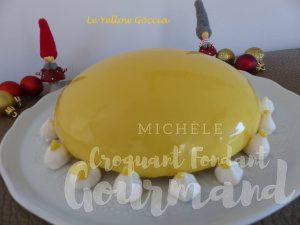 Le Yellow Goccia
MICHÈLE
Croquant Fondant
Gourmand